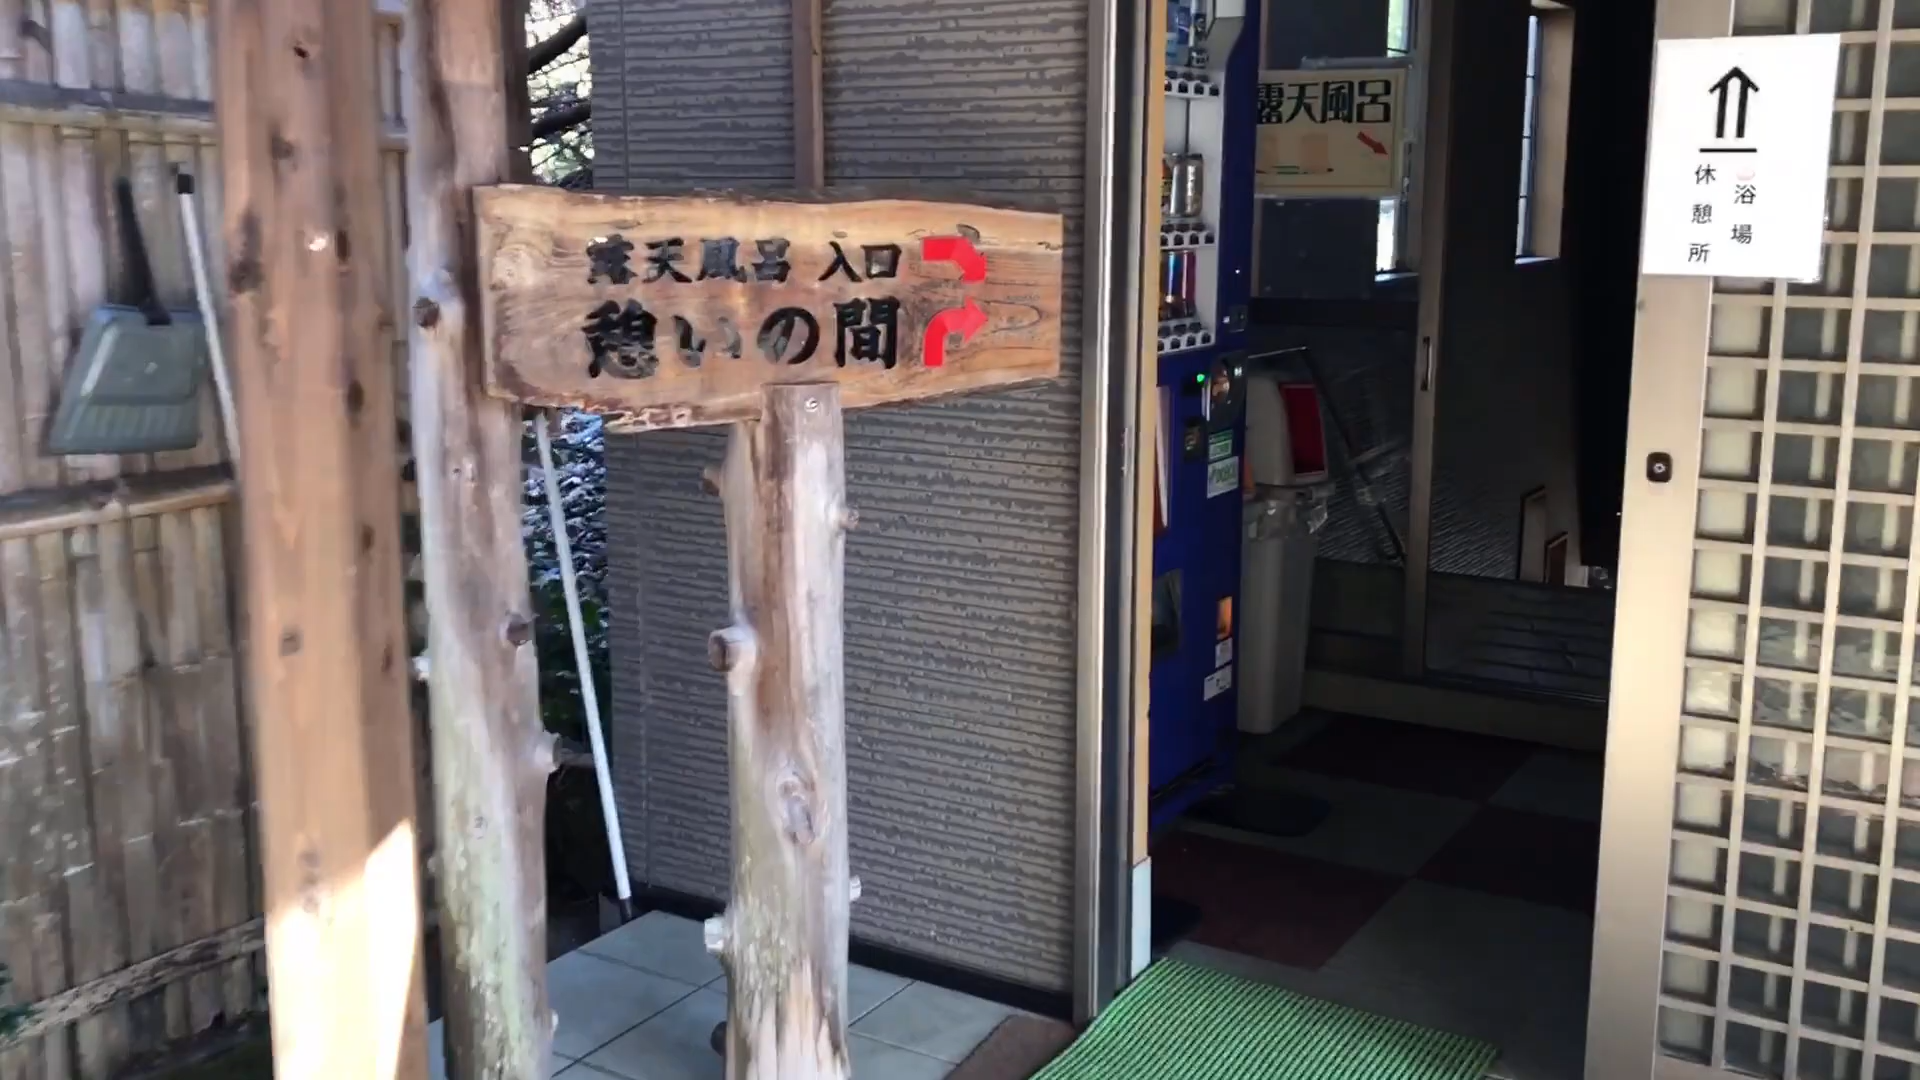 露天風呂 入口
憩いの間
露天風呂
浴場
休憩所